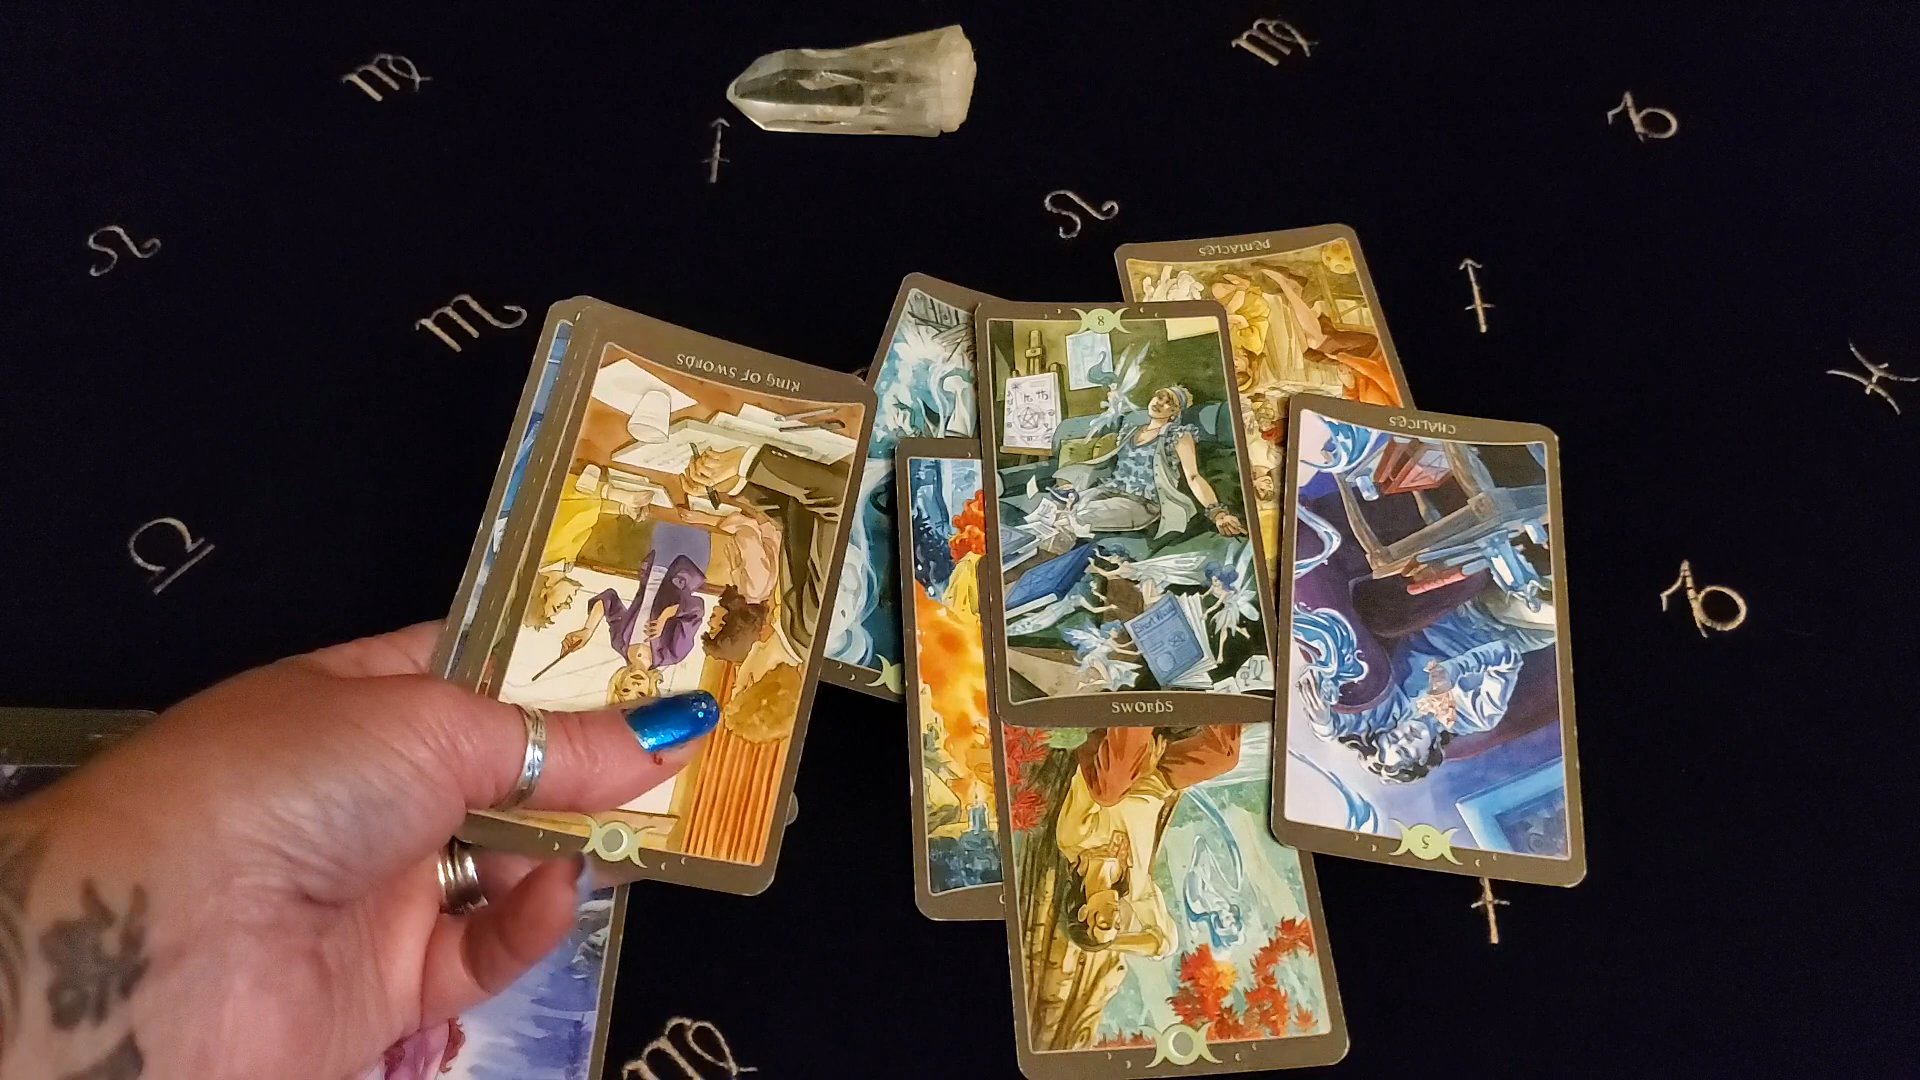 PENTACLES
8
KING OF SWORDS
CHALICES
SWORDS
5